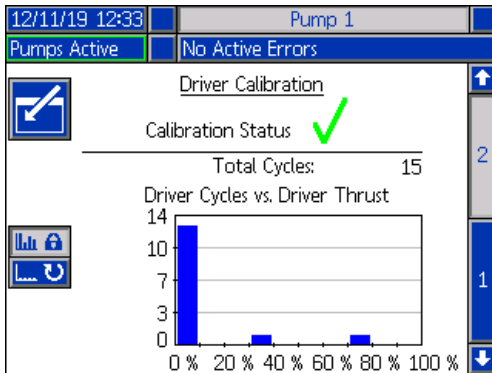 12/11/19 12:33 Pump 1
Pumps Active No Active Errors
Driver Calibration
Calibration Status
Total Cycles: 15
Driver Cycles vs. Driver Thrust
14
10
7
3
0
0 % 20 % 40 % 60 % 80 % 100 %
2
1